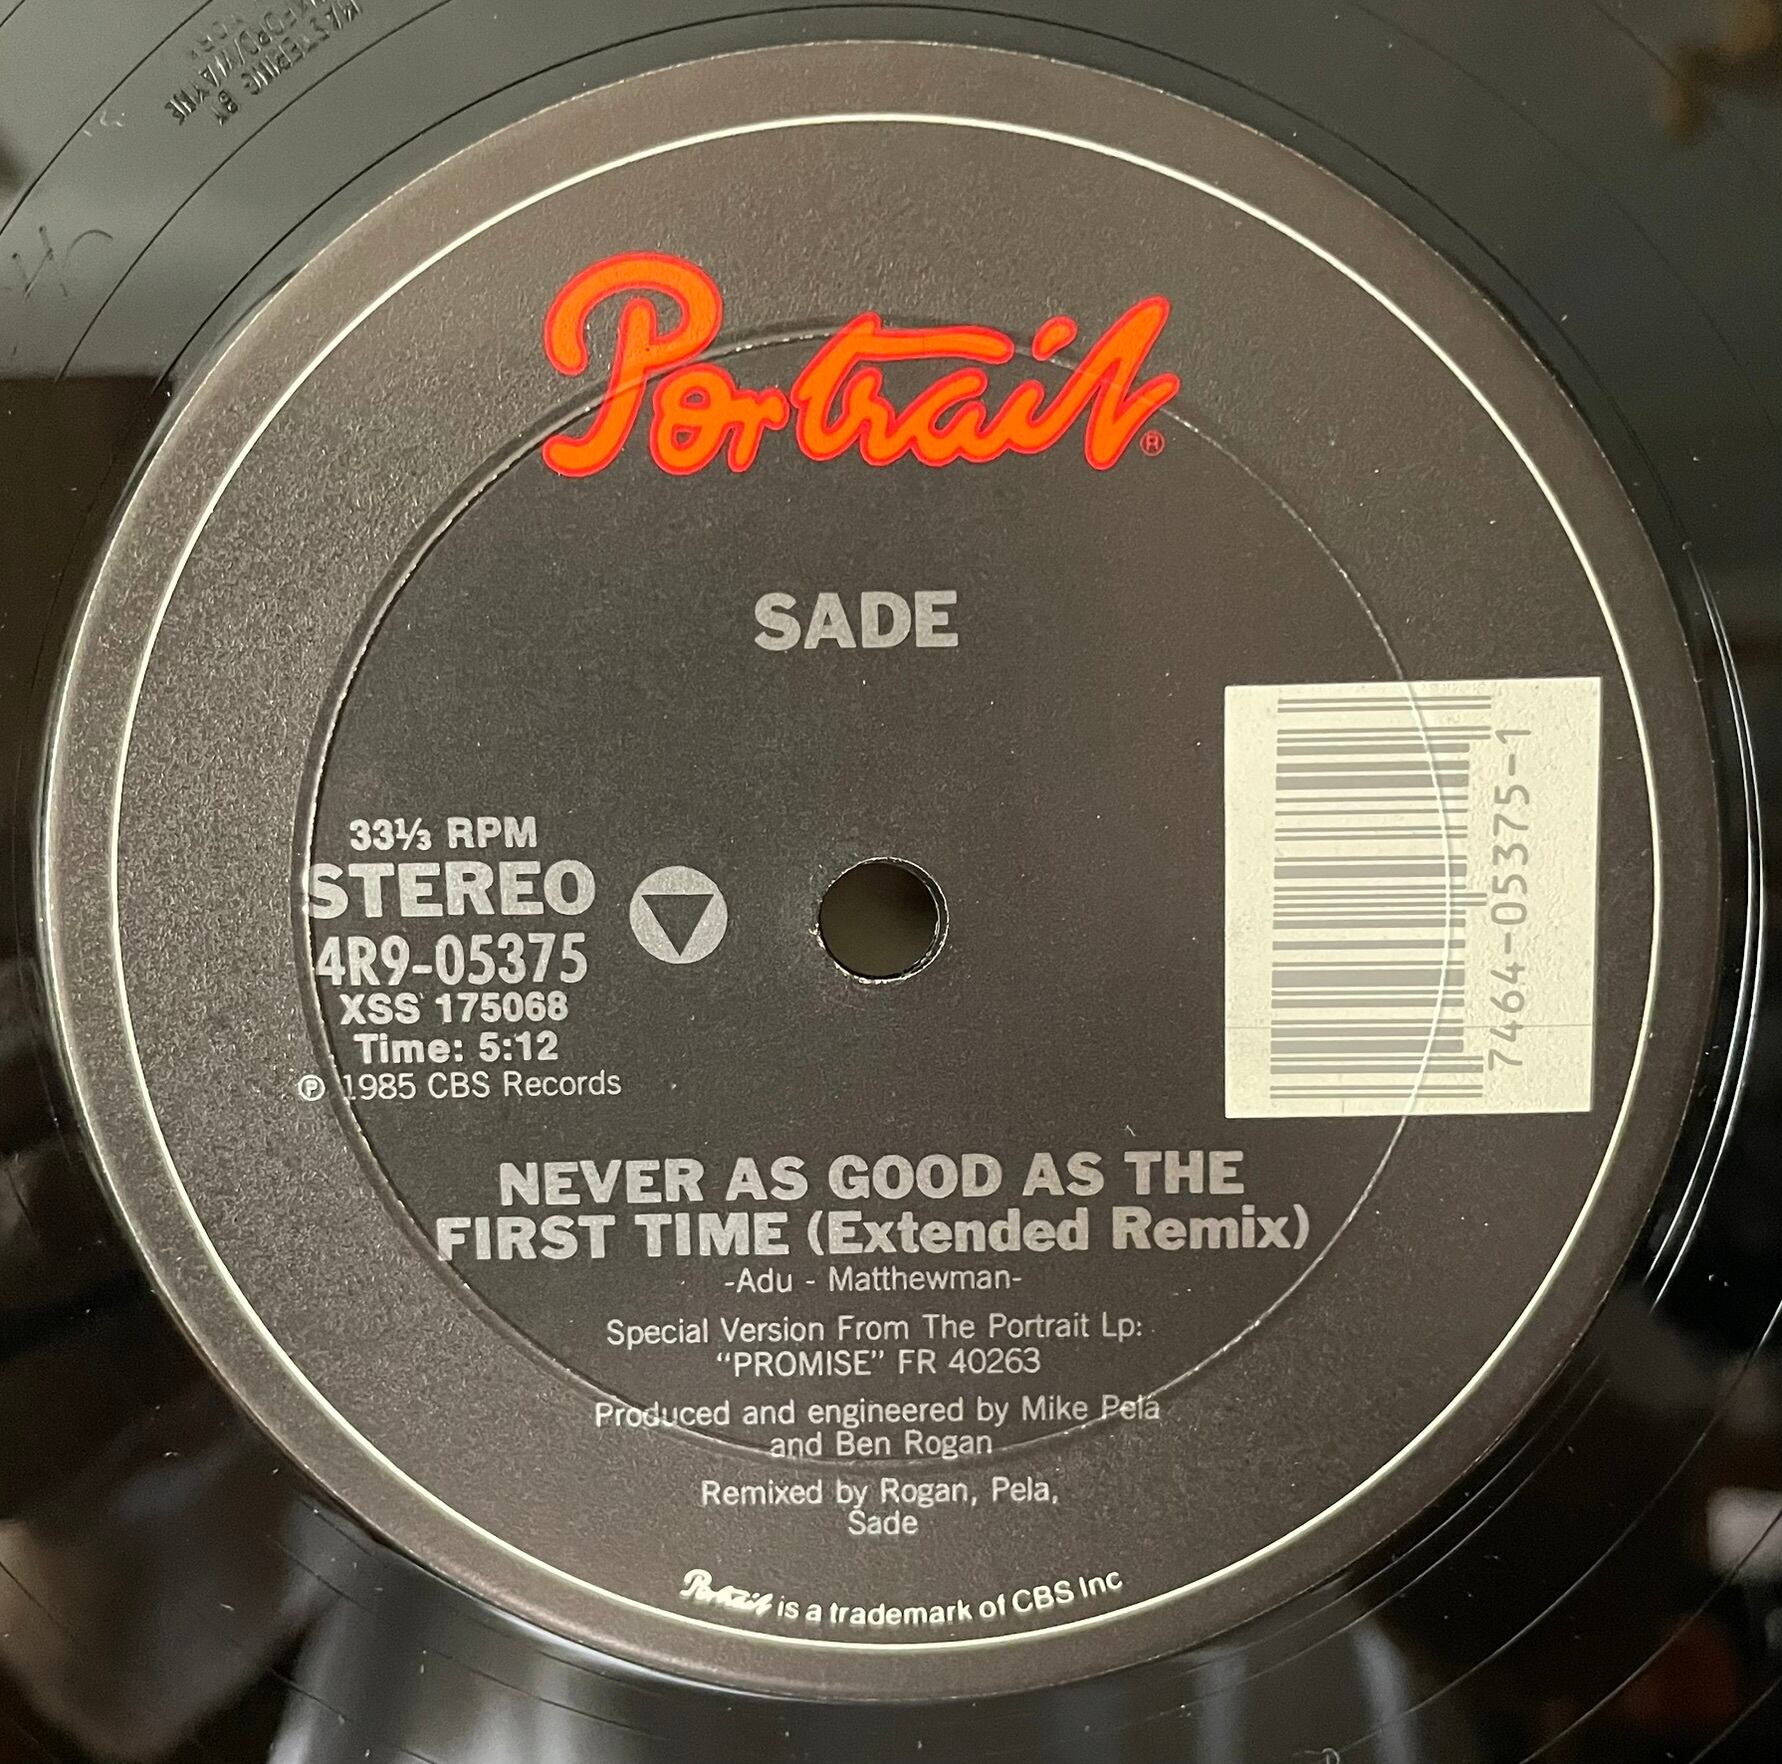 MASTERING BY
Portrait®
SADE
33⅓ RPM
STEREO
4R9-05375
XSS 175068
Time: 5:12
℗ 1985 CBS Records
7464-05375-1
NEVER AS GOOD AS THE
FIRST TIME (Extended Remix)
-Adu - Matthewman-
Special Version From The Portrait Lp:
“PROMISE” FR 40263
Produced and engineered by Mike Pela
and Ben Rogan
Remixed by Rogan, Pela,
Sade
Portrait is a trademark of CBS Inc